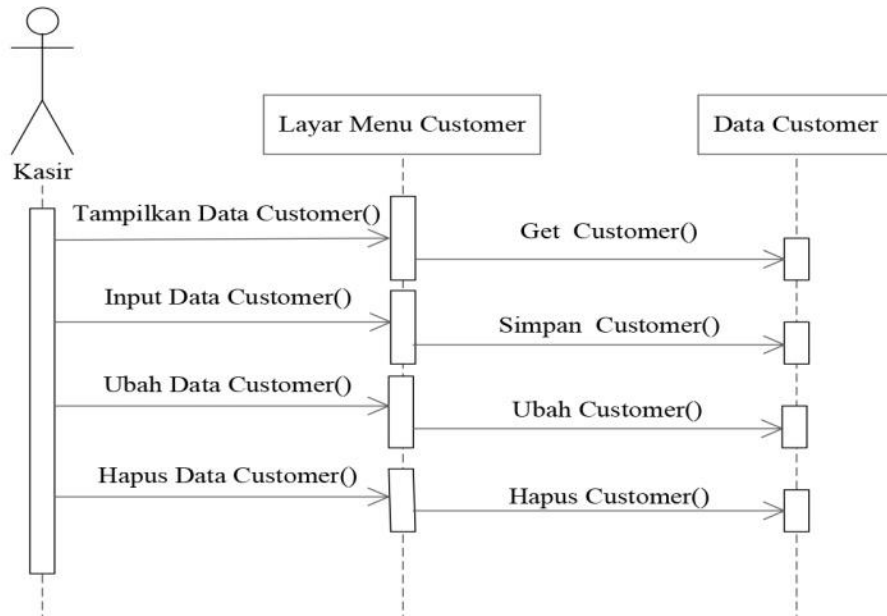 Layar Menu Customer
Data Customer
Kasir
Tampilkan Data Customer()
Get Customer()
Input Data Customer()
Simpan Customer()
Ubah Data Customer()
Ubah Customer()
Hapus Data Customer()
Hapus Customer()